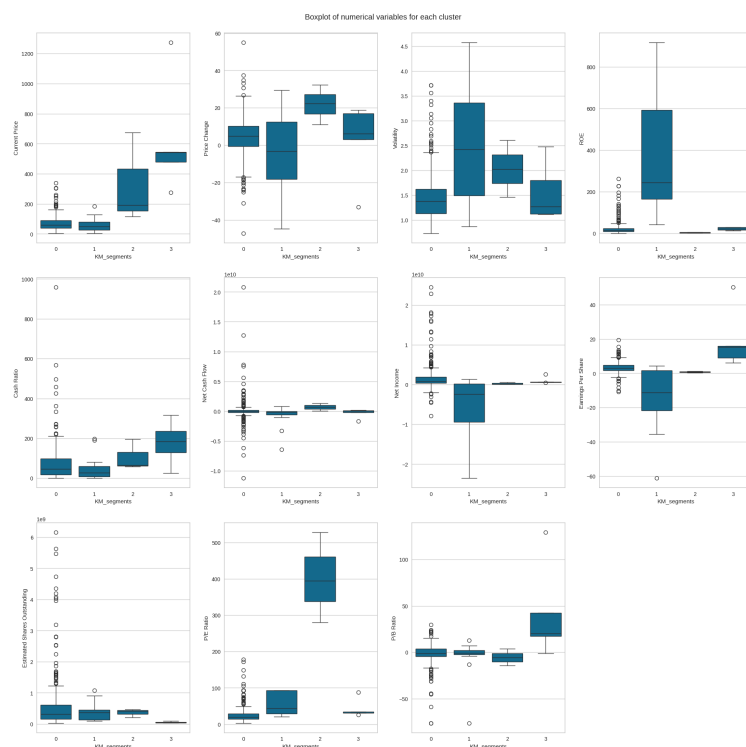 Boxplot of numerical variables for each cluster
Current Price
1200
1000
800
600
400
200
0
0 1 2 3
KM_segments
Price Change
60
40
20
0
-20
-40
0 1 2 3
KM_segments
Volatility
4.5
4.0
3.5
3.0
2.5
2.0
1.5
1.0
0 1 2 3
KM_segments
ROE
800
600
400
200
0
0 1 2 3
KM_segments
Cash Ratio
1000
800
600
400
200
0
0 1 2 3
KM_segments
1e10
Net Cash Flow
2.0
1.5
1.0
0.5
0.0
-0.5
-1.0
0 1 2 3
KM_segments
1e10
Net Income
2
1
0
-1
-2
0 1 2 3
KM_segments
Earnings Per Share
40
20
0
-20
-40
-60
0 1 2 3
KM_segments
1e9
Estimated Shares Outstanding
6
5
4
3
2
1
0
0 1 2 3
KM_segments
P/E Ratio
500
400
300
200
100
0
0 1 2 3
KM_segments
P/B Ratio
100
50
0
-50
0 1 2 3
KM_segments